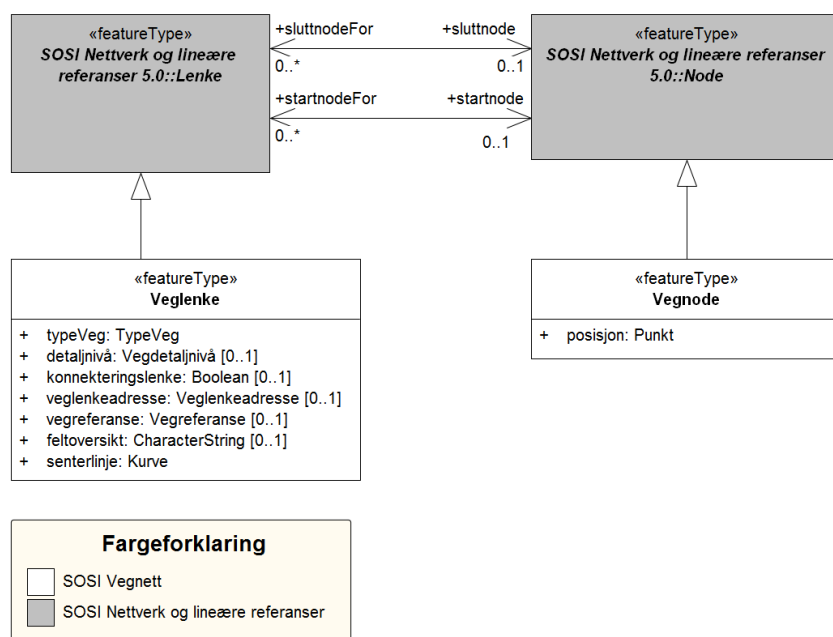 «featureType»
SOSI Nettverk og lineære
referanser 5.0::Lenke
+sluttnodeFor
+sluttnode
0..*
0..1
+startnodeFor
+startnode
0..*
0..1
«featureType»
SOSI Nettverk og lineære referanser
5.0::Node
«featureType»
Veglenke
+ typeVeg: TypeVeg
+ detaljnivå: Vegdetaljnivå [0..1]
+ konnekteringslenke: Boolean [0..1]
+ veglenkeadresse: Veglenkeadresse [0..1]
+ vegreferanse: Vegreferanse [0..1]
+ feltoversikt: CharacterString [0..1]
+ senterlinje: Kurve
«featureType»
Vegnode
+ posisjon: Punkt
Fargeforklaring
SOSI Vegnett
SOSI Nettverk og lineære referanser